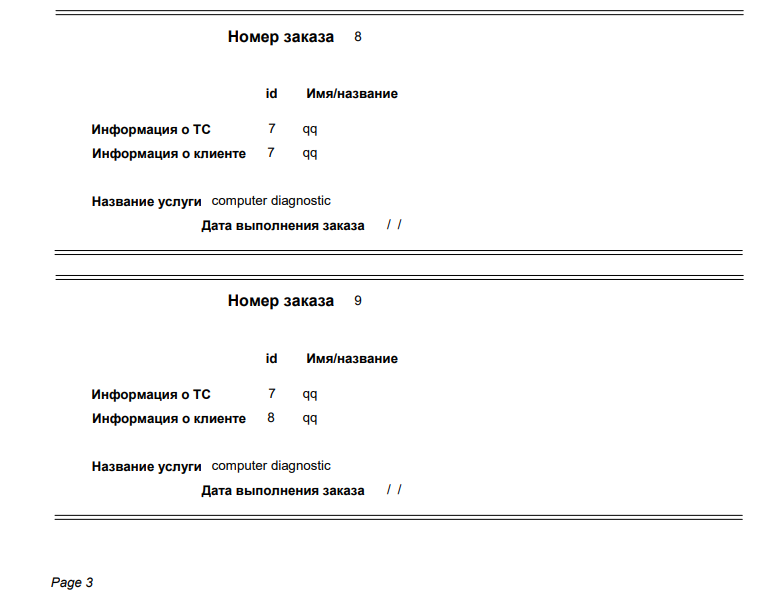 Номер заказа 8
id Имя/название
Информация о ТС 7 qq
Информация о клиенте 7 qq
Название услуги computer diagnostic
Дата выполнения заказа / /
Номер заказа 9
id Имя/название
Информация о ТС 7 qq
Информация о клиенте 8 qq
Название услуги computer diagnostic
Дата выполнения заказа / /
Page 3